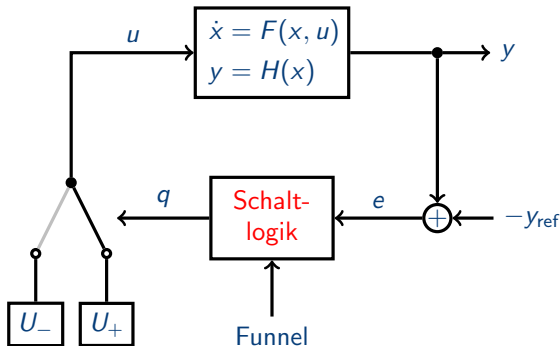 ẋ = F(x, u)
y = H(x)
u
y
q
Schalt-
logik
e
+
−y_ref
U_−
U_+
Funnel